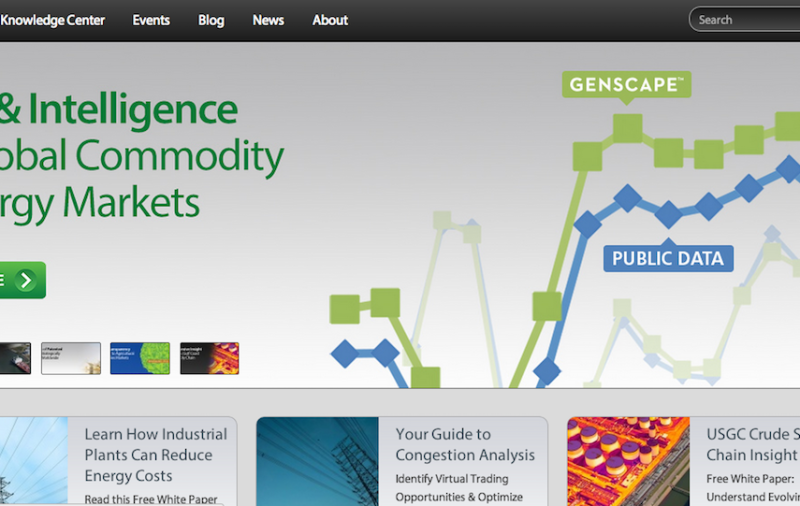 Knowledge Center
Events
Blog
News
About
Search
GENSCAPE™
& Intelligence
obal Commodity
rgy Markets
PUBLIC DATA
E
Learn How Industrial
Plants Can Reduce
Energy Costs
Read this Free White Paper
Your Guide to
Congestion Analysis
Identify Virtual Trading
Opportunities & Optimize
USGC Crude S
Chain Insight
Free White Paper:
Understand Evolvin